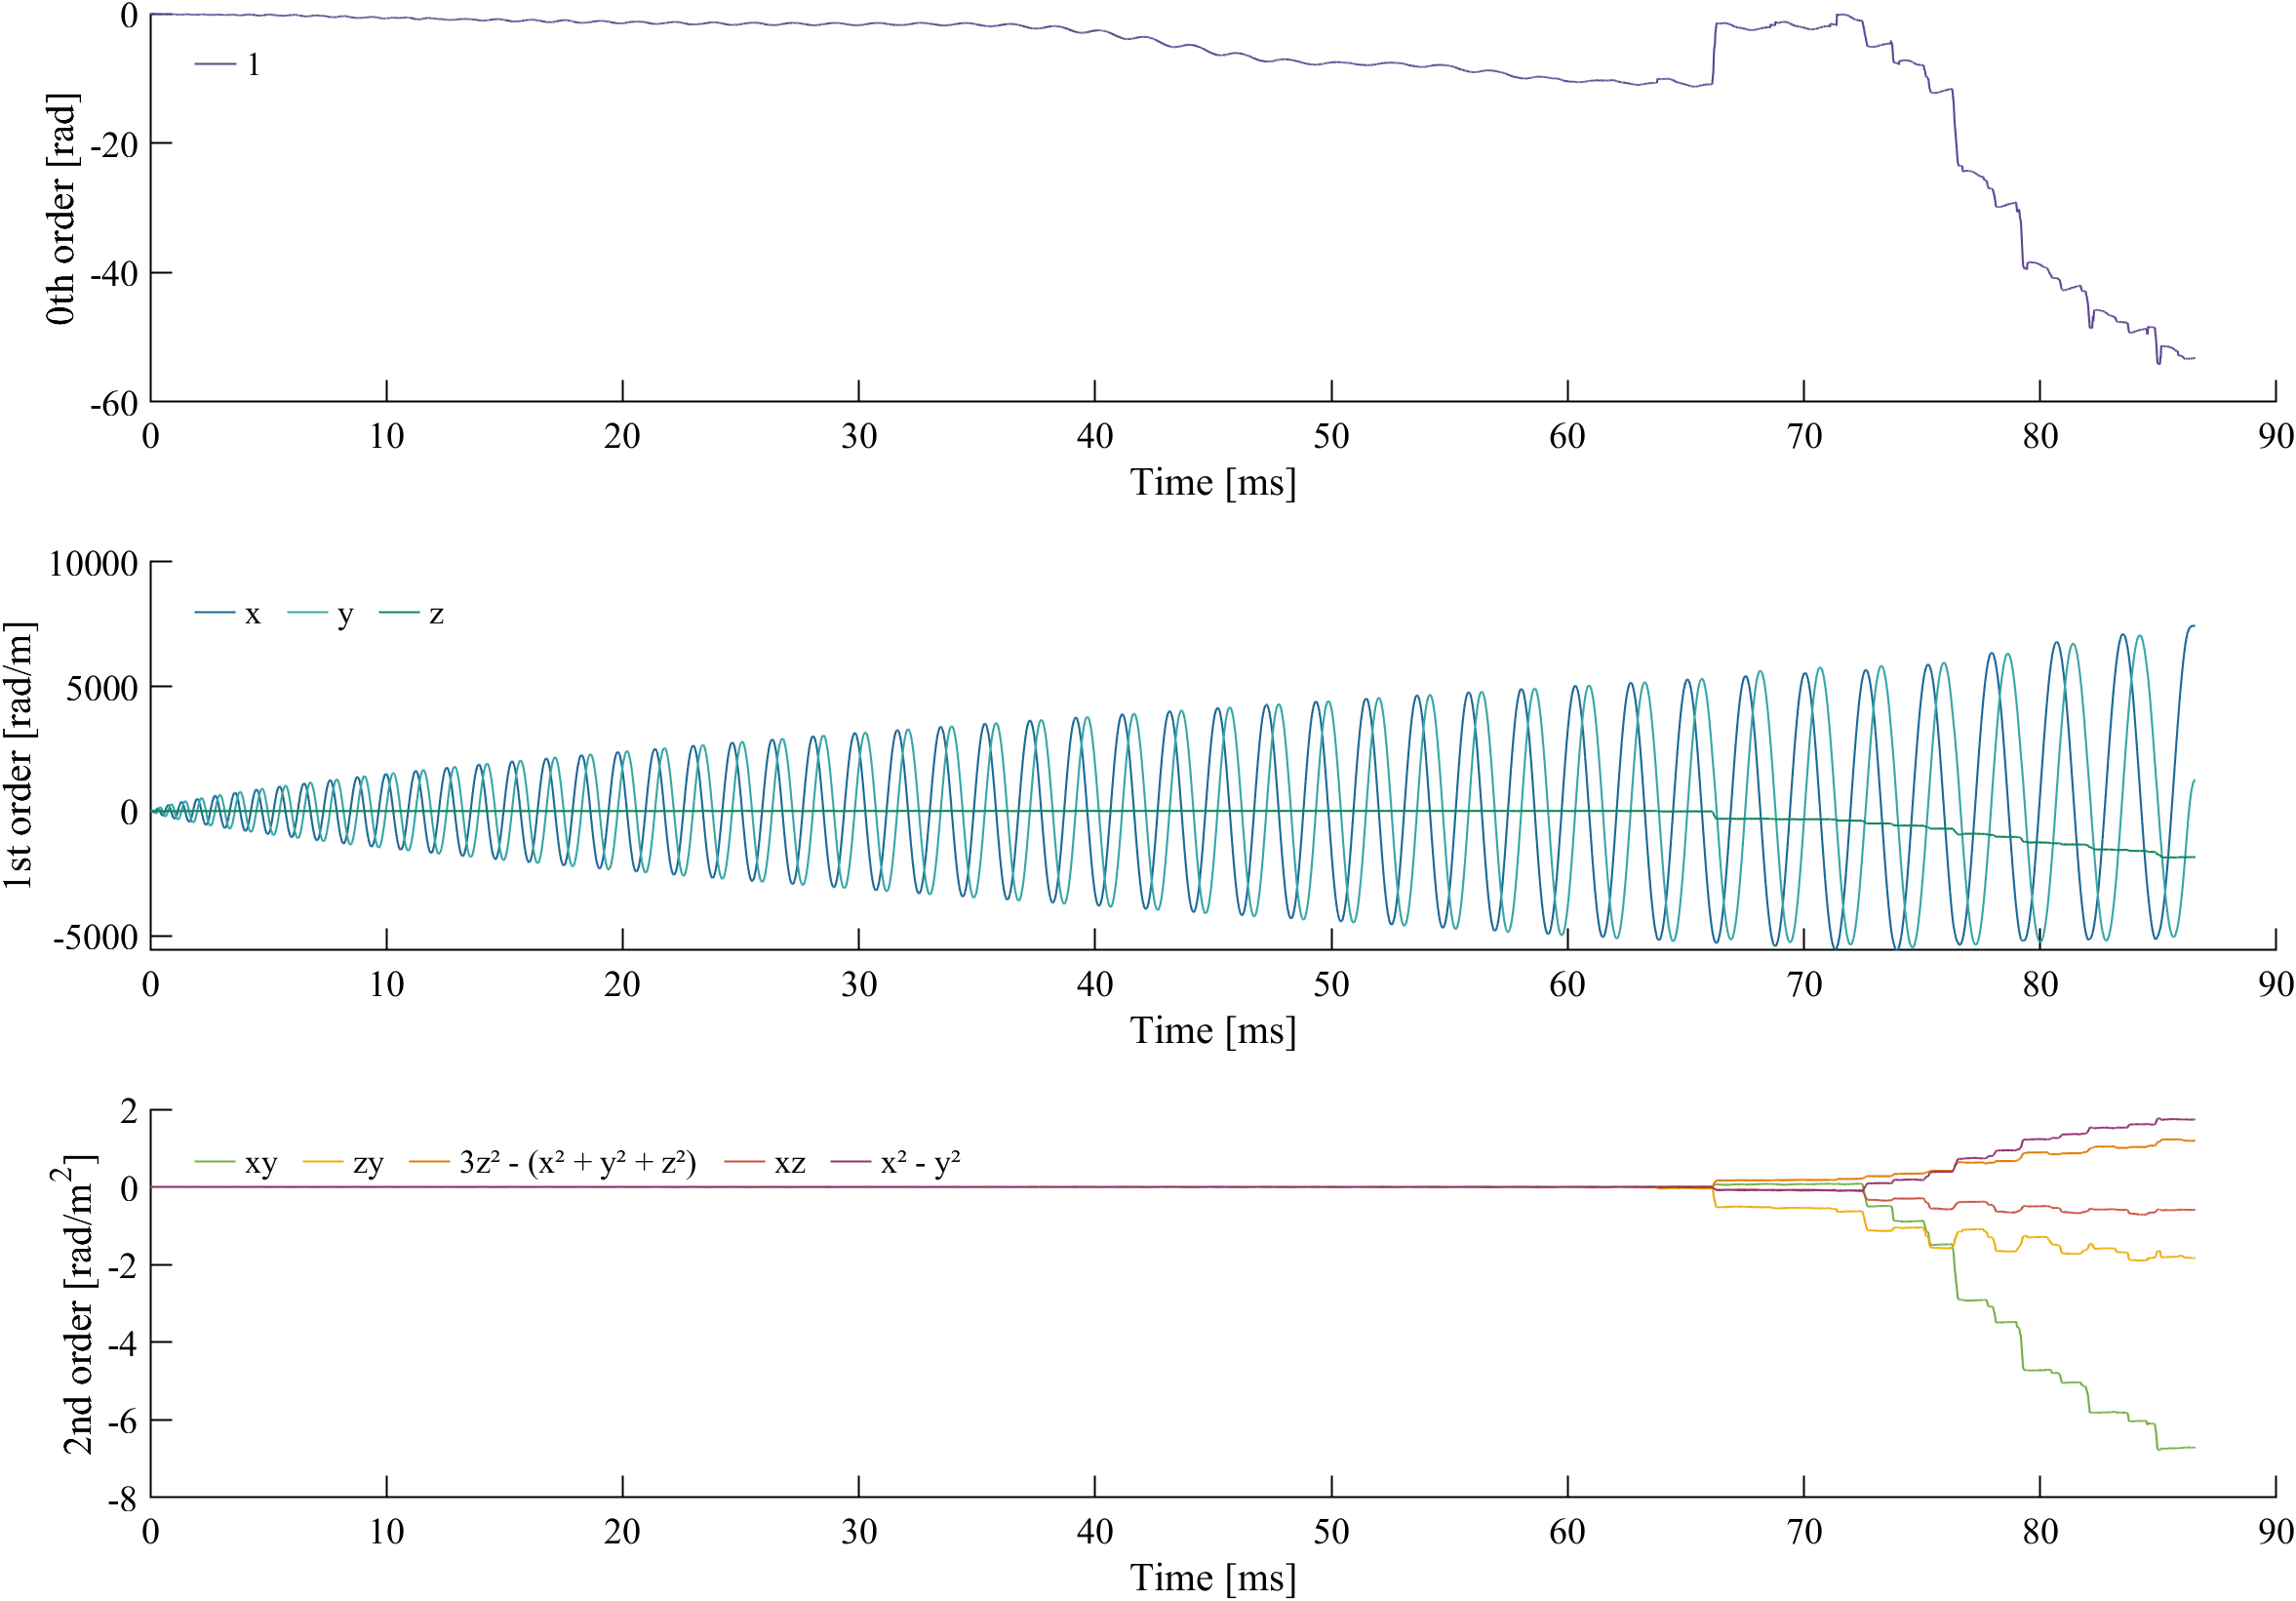 0
-20
-40
-60
0th order [rad]
1
0 10 20 30 40 50 60 70 80 90
Time [ms]
10000
5000
0
-5000
1st order [rad/m]
x y z
0 10 20 30 40 50 60 70 80 90
Time [ms]
2
0
-2
-4
-6
-8
2nd order [rad/m²]
xy zy 3z² - (x² + y² + z²) xz x² - y²
0 10 20 30 40 50 60 70 80 90
Time [ms]